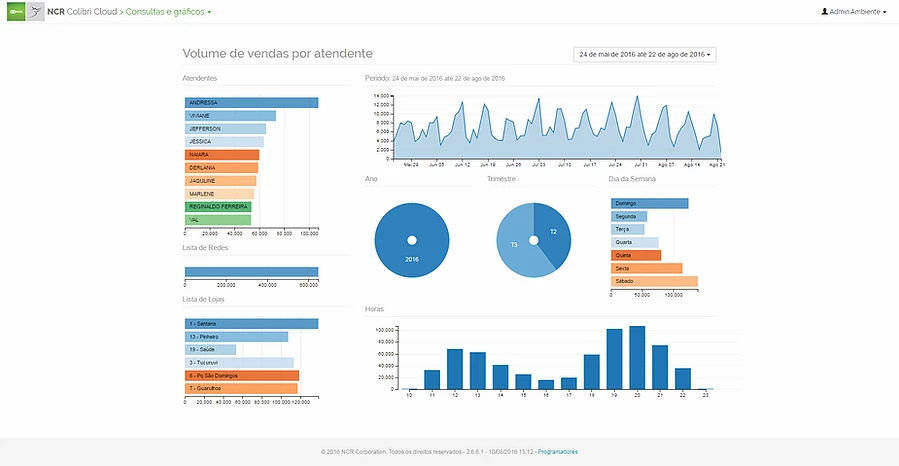 NCR Colibri Cloud > Consultas e gráficos
Admin Ambiente
Volume de vendas por atendente
24 de mai de 2016 até 22 de ago de 2016
Atendentes
ANDRESSA
VIVIANE
JEFFERSON
JESSICA
NAIARA
DERLANIA
JAQULINE
MARLENE
REGINALDO FERREIRA
VAL
0 20.000 40.000 60.000 80.000 100.000
Lista de Redes
0 200.000 400.000 600.000
Lista de Lojas
1 - Santana
13 - Pinheiro
19 - Saúde
3 - Tucuruvi
6 - Pq São Domingos
7 - Guarulhos
0 20.000 40.000 60.000 80.000 100.000 120.000
Período: 24 de mai de 2016 até 22 de ago de 2016
14.000
12.000
10.000
8.000
6.000
4.000
2.000
0
Mai 29 Jun 05 Jun 12 Jun 19 Jun 26 Jul 03 Jul 10 Jul 17 Jul 24 Jul 31 Ago 07 Ago 14 Ago 21
Ano
2016
Trimestre
T2
T3
Dia da Semana
Domingo
Segunda
Terça
Quarta
Quinta
Sexta
Sábado
0 50.000 100.000
Horas
100.000
80.000
60.000
40.000
20.000
0
10 11 12 13 14 15 16 17 18 19 20 21 22 23
© 2016 NCR Corporation. Todos os direitos reservados - 2.6.6.1 - 10/08/2016 15:12 - Programadores